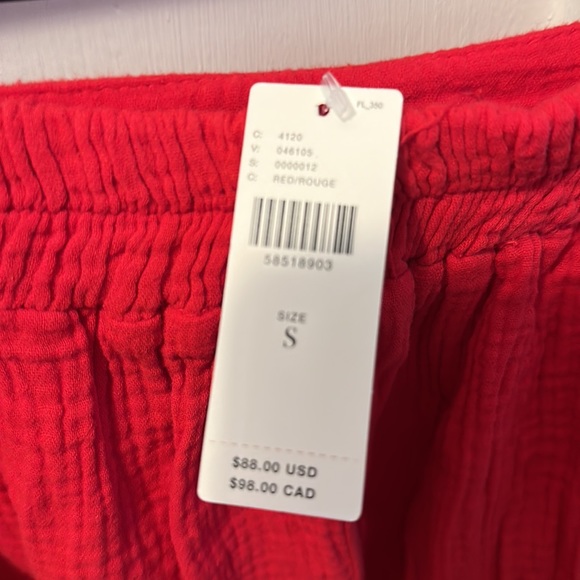 PL_390
C: 4120
V: 046105
S: 0000012
C: RED/ROUGE
58518903
SIZE
S
$88.00 USD
$98.00 CAD